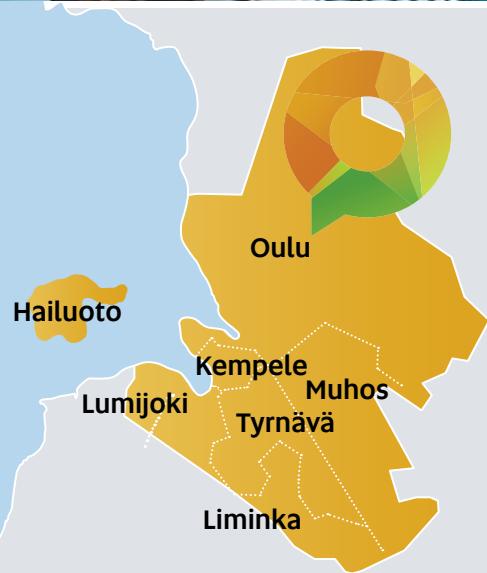 Oulu
Hailuoto
Kempele
Muhos
Lumijoki
Tyrnävä
Liminka